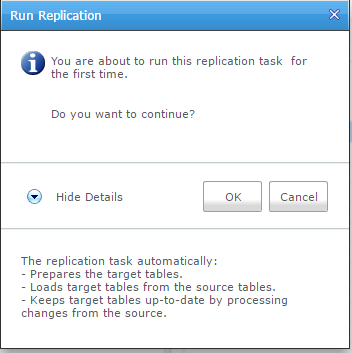 Run Replication
You are about to run this replication task for
the first time.
Do you want to continue?
Hide Details
OK
Cancel
The replication task automatically:
- Prepares the target tables.
- Loads target tables from the source tables.
- Keeps target tables up-to-date by processing
changes from the source.